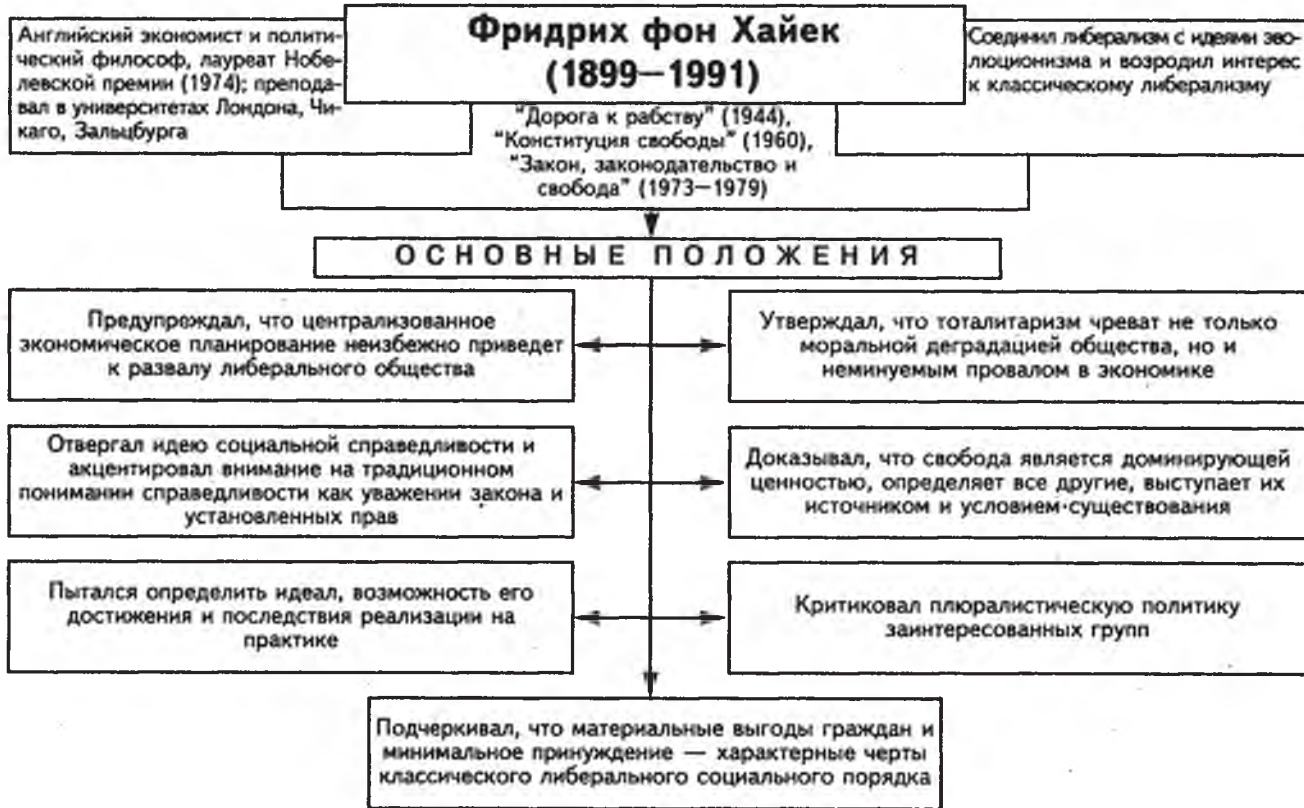 Английский экономист и полити-
ческий философ, лауреат Нобе-
левской премии (1974); препода-
вал в университетах Лондона, Чи-
каго, Зальцбурга
Фридрих фон Хайек
(1899—1991)
Соединил либерализм с идеями эво-
люционизма и возродил интерес
к классическому либерализму
"Дорога к рабству" (1944),
"Конституция свободы" (1960),
"Закон, законодательство и
свобода" (1973—1979)
ОСНОВНЫЕ ПОЛОЖЕНИЯ
Предупреждал, что централизованное
экономическое планирование неизбежно приведет
к развалу либерального общества
Утверждал, что тоталитаризм чреват не только
моральной деградацией общества, но и
неминуемым провалом в экономике
Отвергал идею социальной справедливости и
акцентировал внимание на традиционном
понимании справедливости как уважении закона и
установленных прав
Доказывал, что свобода является доминирующей
ценностью, определяет все другие, выступает их
источником и условием существования
Пытался определить идеал, возможность его
достижения и последствия реализации на
практике
Критиковал плюралистическую политику
заинтересованных групп
Подчеркивал, что материальные выгоды граждан и
минимальное принуждение — характерные черты
классического либерального социального порядка